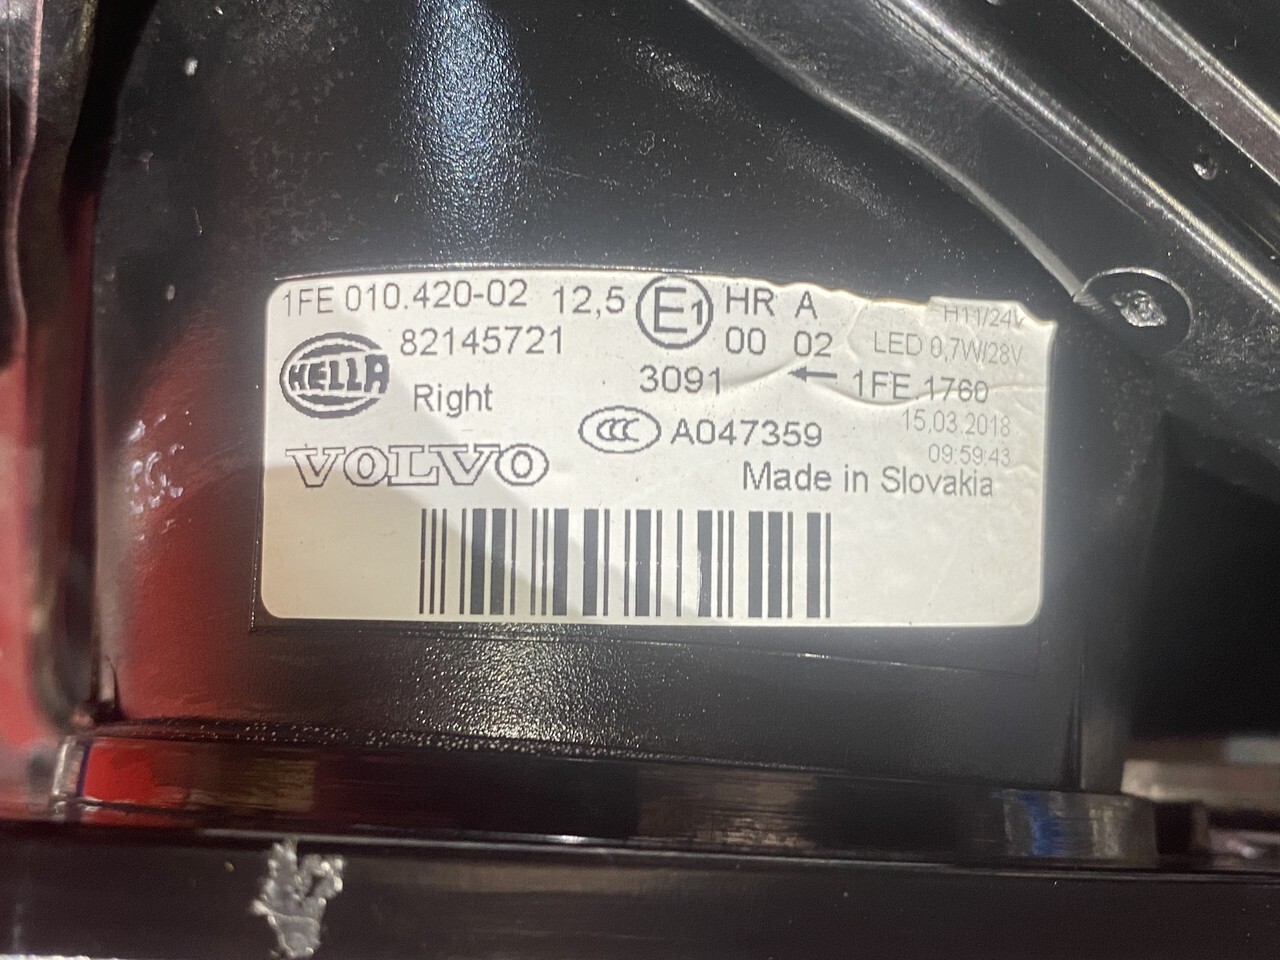 1FE 010.420-02 12,5 E1 HR A H11/24V
82145721 00 02 LED 0,7W/28V
HELLA
3091 ← 1FE.1760
Right
15.03.2018
CCC A047359
09:59:43
VOLVO
Made in Slovakia